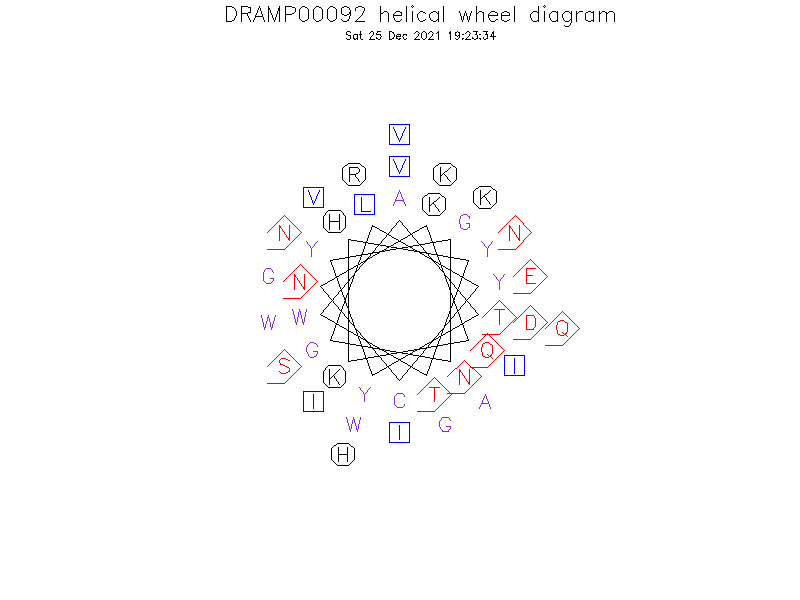 DRAMP00092 helical wheel diagram
Sat 25 Dec 2021 19:23:34
V
V
R K
V L A K K
H G
N Y Y N
G N Y E
W W T D Q
G Q
S K N I
I Y C T A
W I G
H